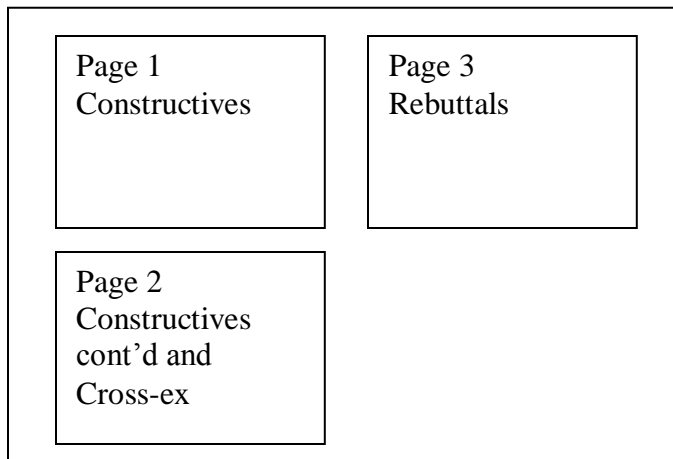 Page 1
Constructives
Page 3
Rebuttals
Page 2
Constructives
cont’d and
Cross-ex